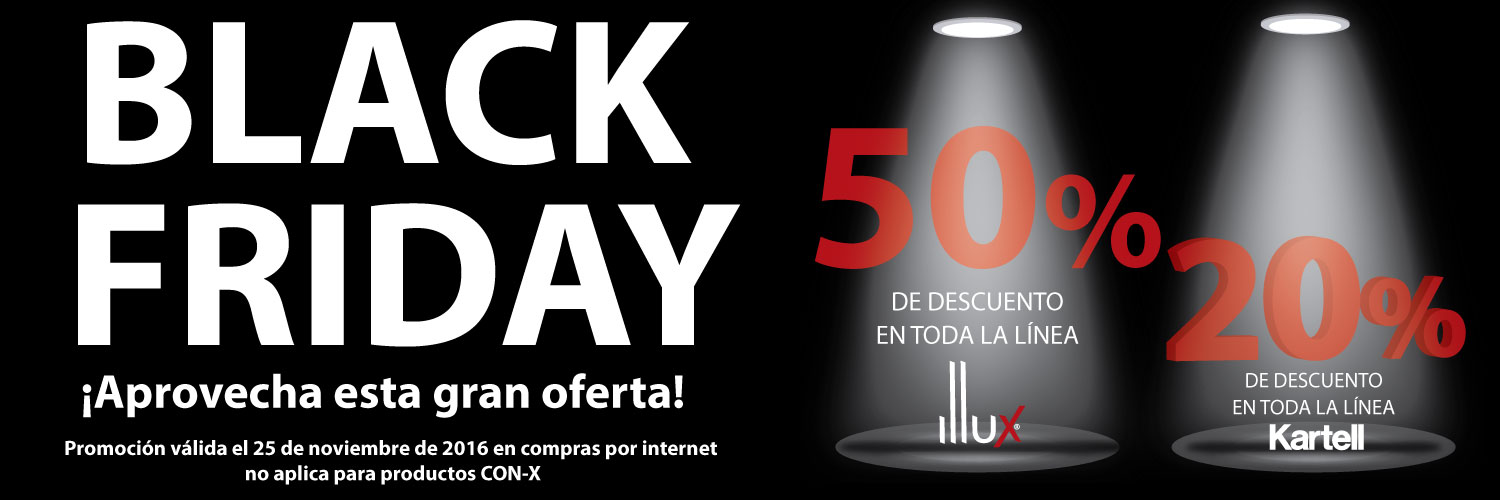 BLACK
FRIDAY
¡Aprovecha esta gran oferta!
Promoción válida el 25 de noviembre de 2016 en compras por internet
no aplica para productos CON-X
50%
DE DESCUENTO
EN TODA LA LÍNEA
illux®
20%
DE DESCUENTO
EN TODA LA LÍNEA
Kartell